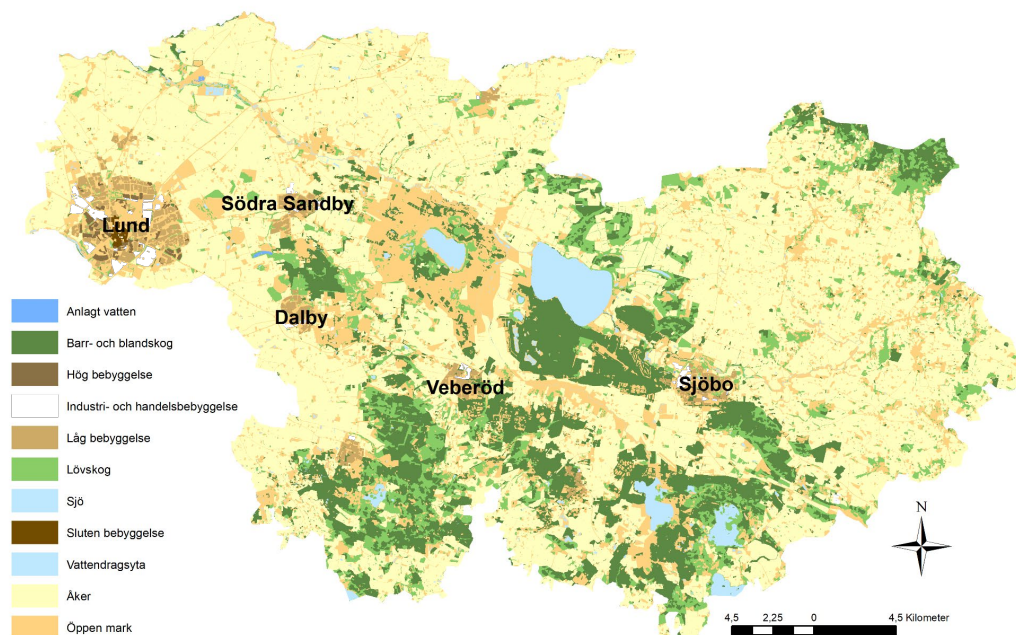 Södra Sandby
Lund
Dalby
Veberöd
Sjöbo
Anlagt vatten
Barr- och blandskog
Hög bebyggelse
Industri- och handelsbebyggelse
Låg bebyggelse
Lövskog
Sjö
Sluten bebyggelse
Vattendragsyta
Åker
Öppen mark
N
4,5 2,25 0 4,5 Kilometer